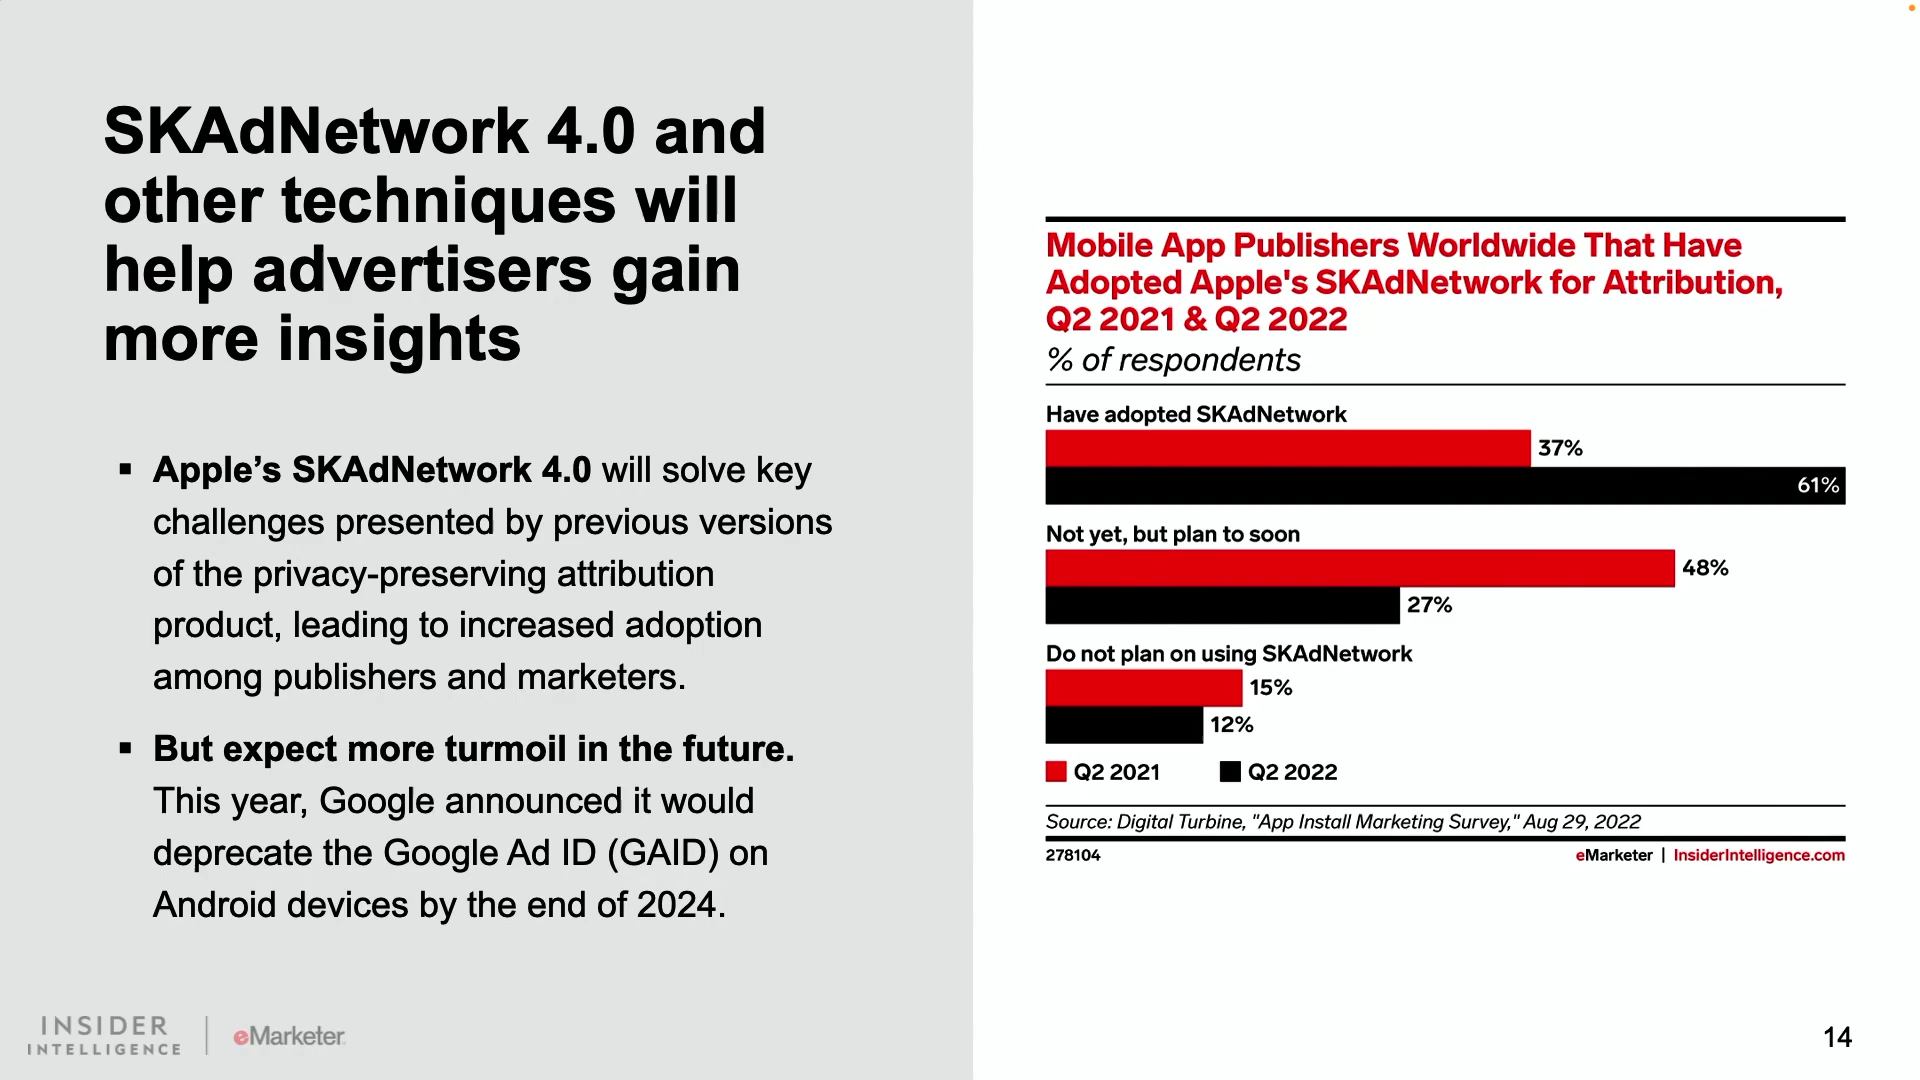 SKAdNetwork 4.0 and
other techniques will
help advertisers gain
more insights
▪ Apple’s SKAdNetwork 4.0 will solve key
challenges presented by previous versions
of the privacy-preserving attribution
product, leading to increased adoption
among publishers and marketers.
▪ But expect more turmoil in the future.
This year, Google announced it would
deprecate the Google Ad ID (GAID) on
Android devices by the end of 2024.
INSIDER
INTELLIGENCE
eMarketer
Mobile App Publishers Worldwide That Have
Adopted Apple's SKAdNetwork for Attribution,
Q2 2021 & Q2 2022
% of respondents
Have adopted SKAdNetwork
37%
61%
Not yet, but plan to soon
48%
27%
Do not plan on using SKAdNetwork
15%
12%
Q2 2021 Q2 2022
Source: Digital Turbine, "App Install Marketing Survey," Aug 29, 2022
278104 eMarketer | InsiderIntelligence.com
14